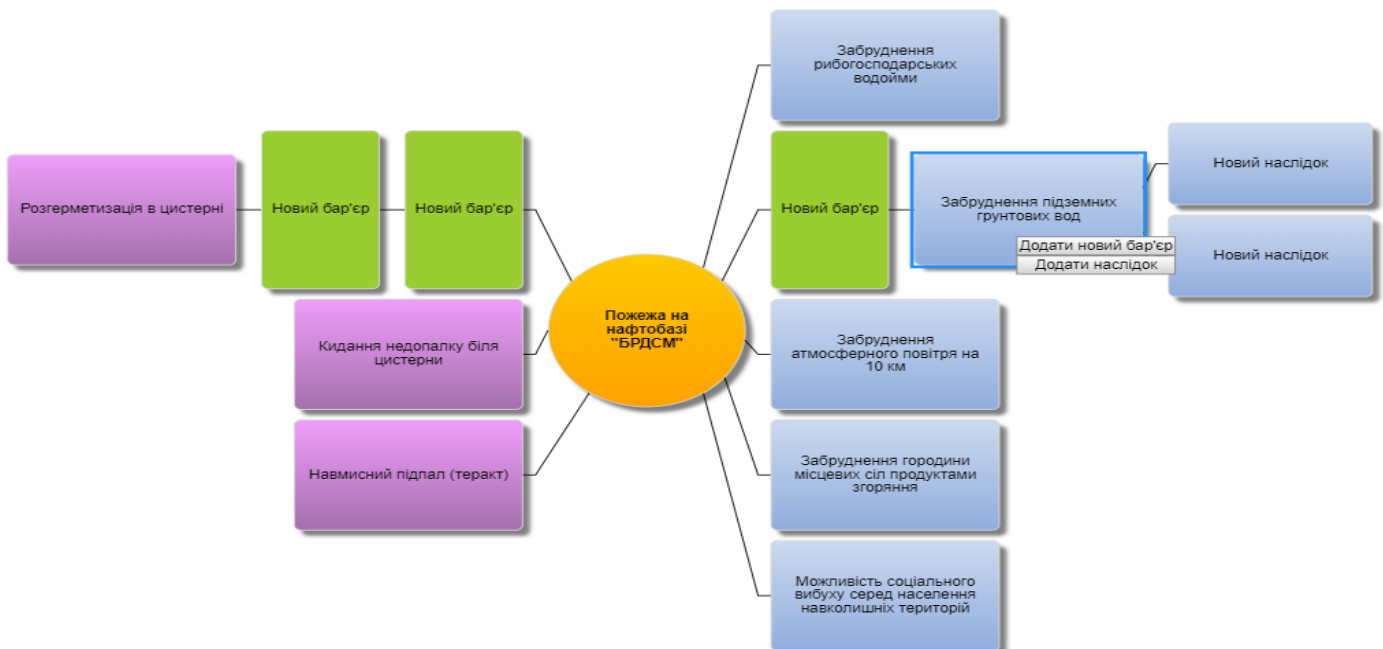 Забруднення
рибогосподарських
водойми
Розгерметизація в цистерні
Новий бар'єр
Новий бар'єр
Новий бар'єр
Забруднення підземних
грунтових вод
Новий наслідок
Додати новий бар'єр
Додати наслідок
Новий наслідок
Пожежа на
нафтобазі
"БРДСМ"
Кидання недопалку біля
цистерни
Забруднення
атмосферного повітря на
10 км
Навмисний підпал (теракт)
Забруднення городини
місцевих сіл продуктами
згоряння
Можливість соціального
вибуху серед населення
навколишніх територій